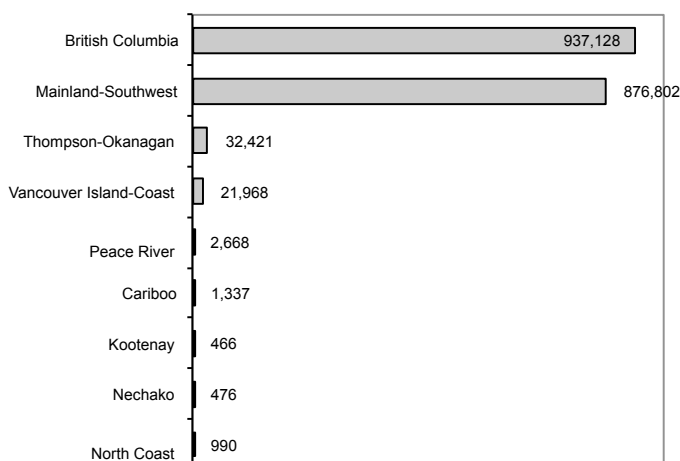 British Columbia 937,128
Mainland-Southwest 876,802
Thompson-Okanagan 32,421
Vancouver Island-Coast 21,968
Peace River 2,668
Cariboo 1,337
Kootenay 466
Nechako 476
North Coast 990